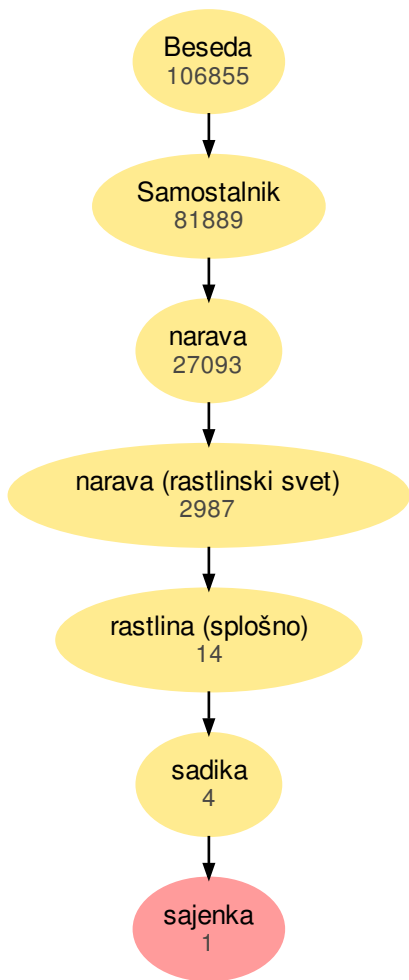 Beseda
106855
Samostalnik
81889
narava
27093
narava (rastlinski svet)
2987
rastlina (splošno)
14
sadika
4
sajenka
1